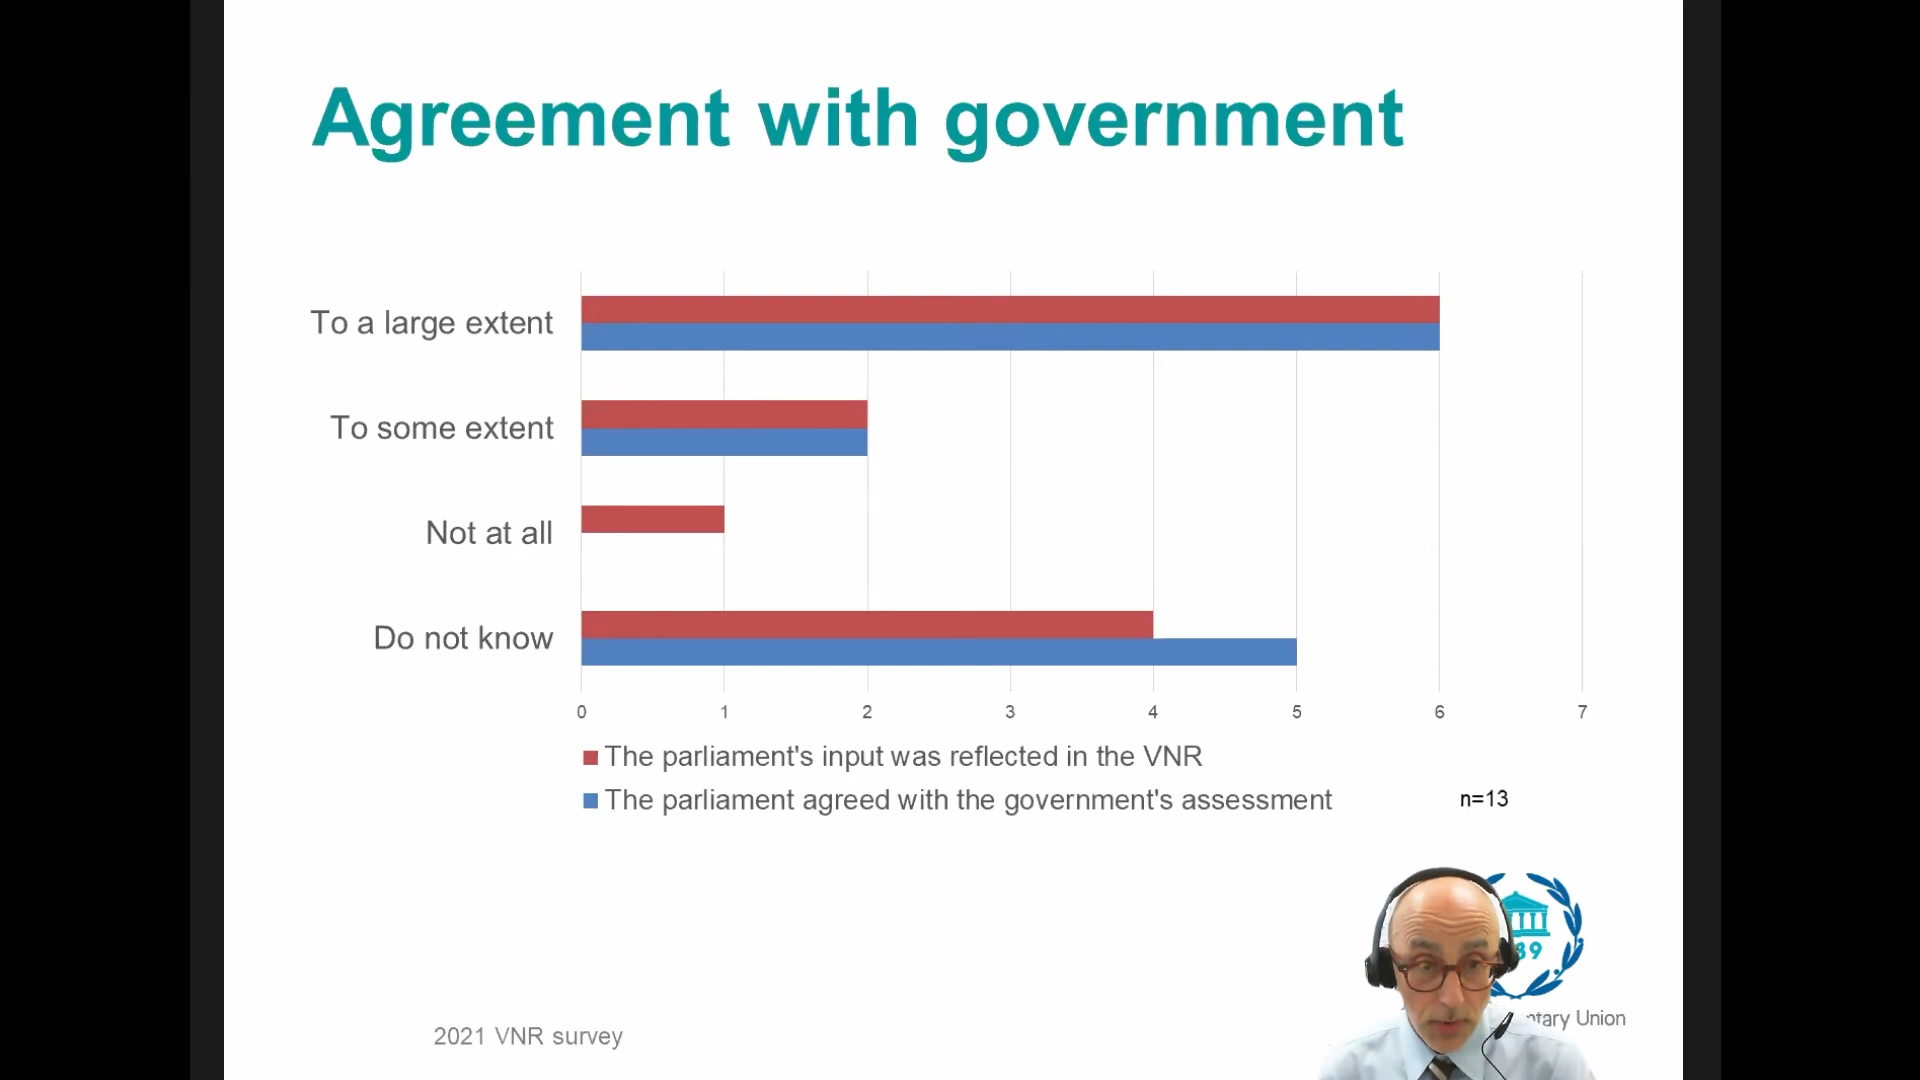 Agreement with government
To a large extent
To some extent
Not at all
Do not know
0 1 2 3 4 5 6 7
The parliament's input was reflected in the VNR
The parliament agreed with the government's assessment
n=13
89
Union
2021 VNR survey